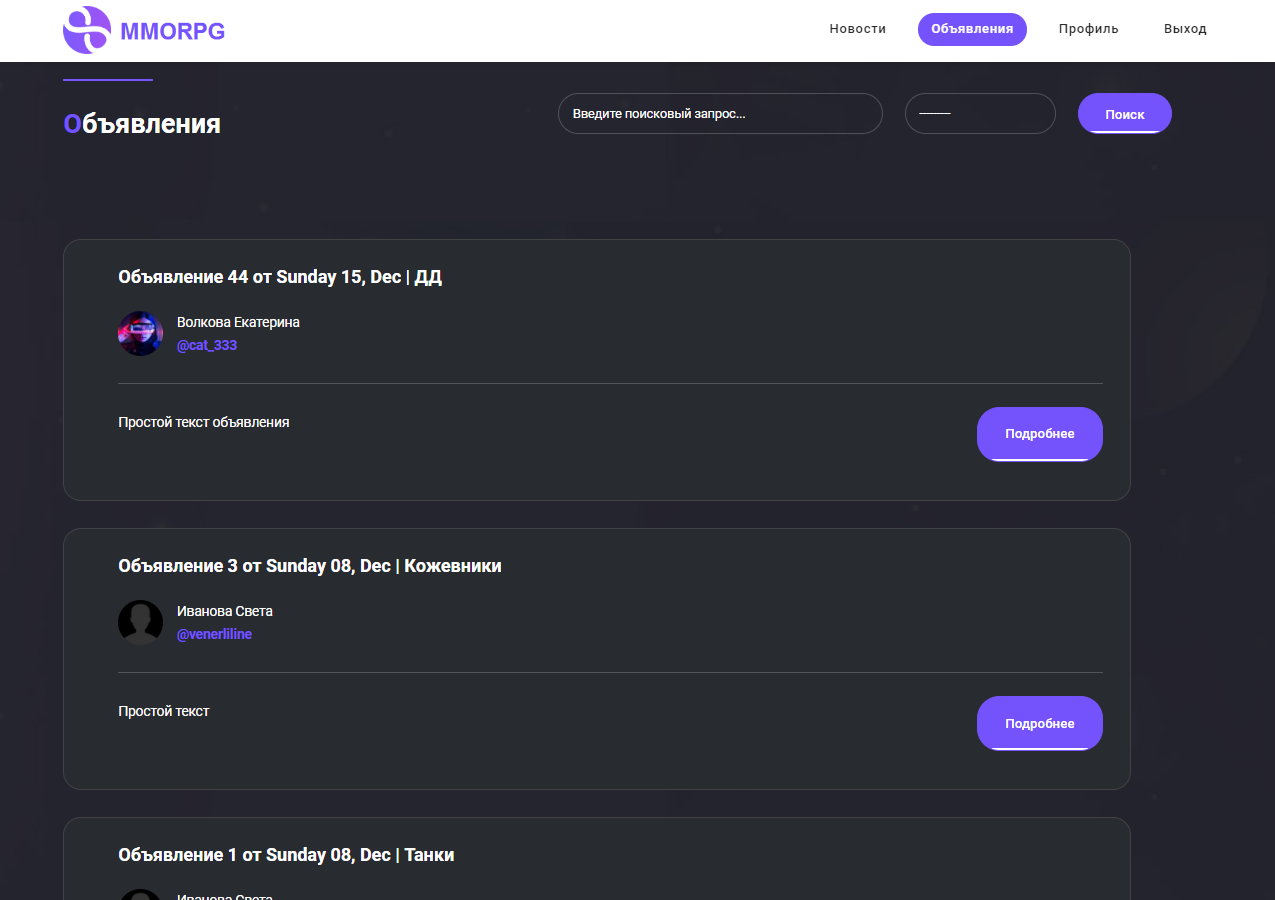 MMORPG
Новости
Объявления
Профиль
Выход
Объявления
Введите поисковый запрос...
---------
Поиск
Объявление 44 от Sunday 15, Dec | ДД
Волкова Екатерина
@cat_333
Простой текст объявления
Подробнее
Объявление 3 от Sunday 08, Dec | Кожевники
Иванова Света
@venerliline
Простой текст
Подробнее
Объявление 1 от Sunday 08, Dec | Танки
Иванова Света